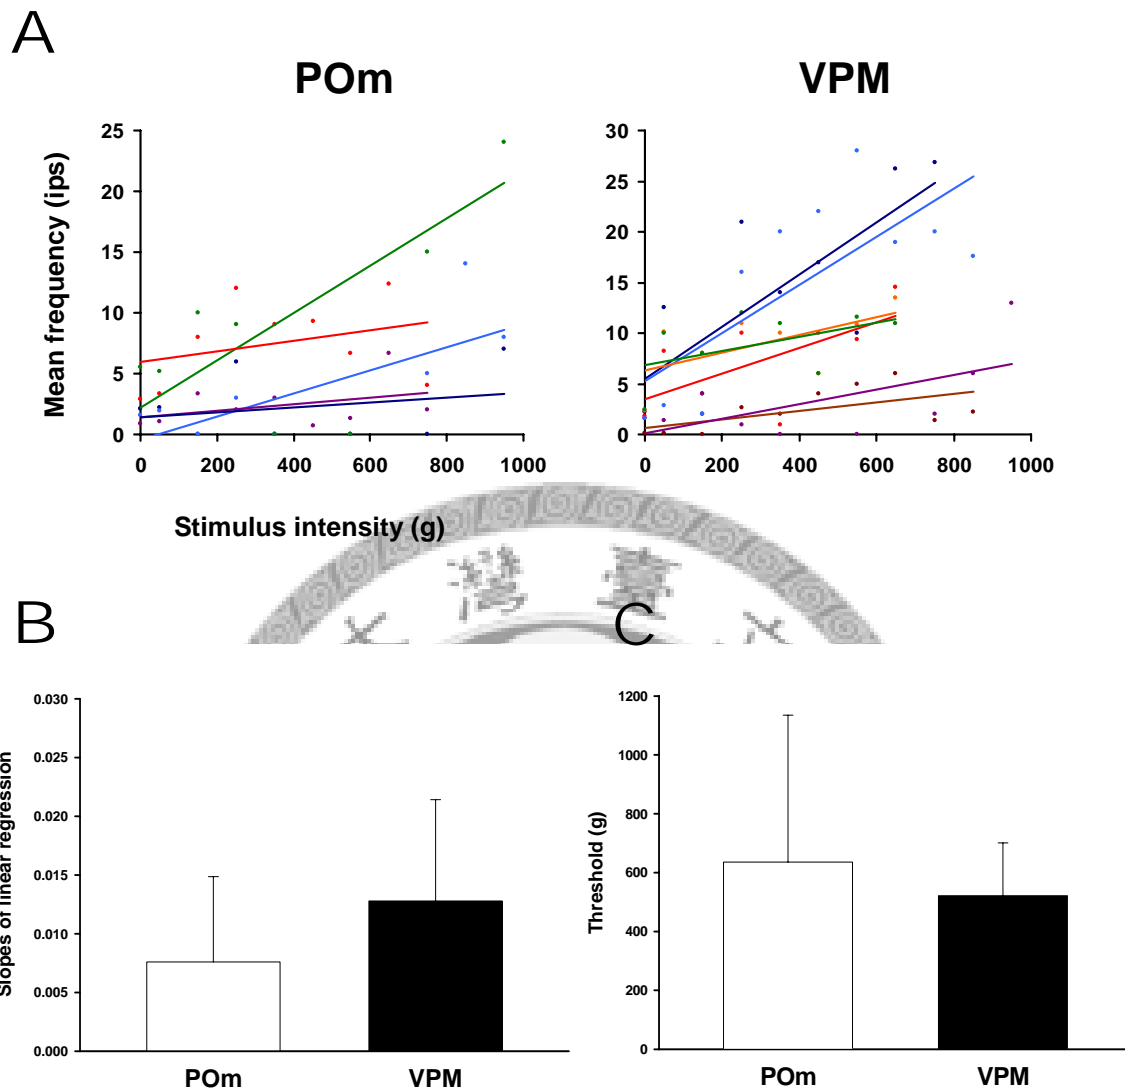 A
POm
VPM
Mean frequency (ips)
25
20
15
10
5
0
0 200 400 600 800 1000
30
25
20
15
10
5
0
0 200 400 600 800 1000
Stimulus intensity (g)
B
C
Slopes of linear regression
0.030
0.025
0.020
0.015
0.010
0.005
0.000
POm VPM
Threshold (g)
1200
1000
800
600
400
200
0
POm VPM